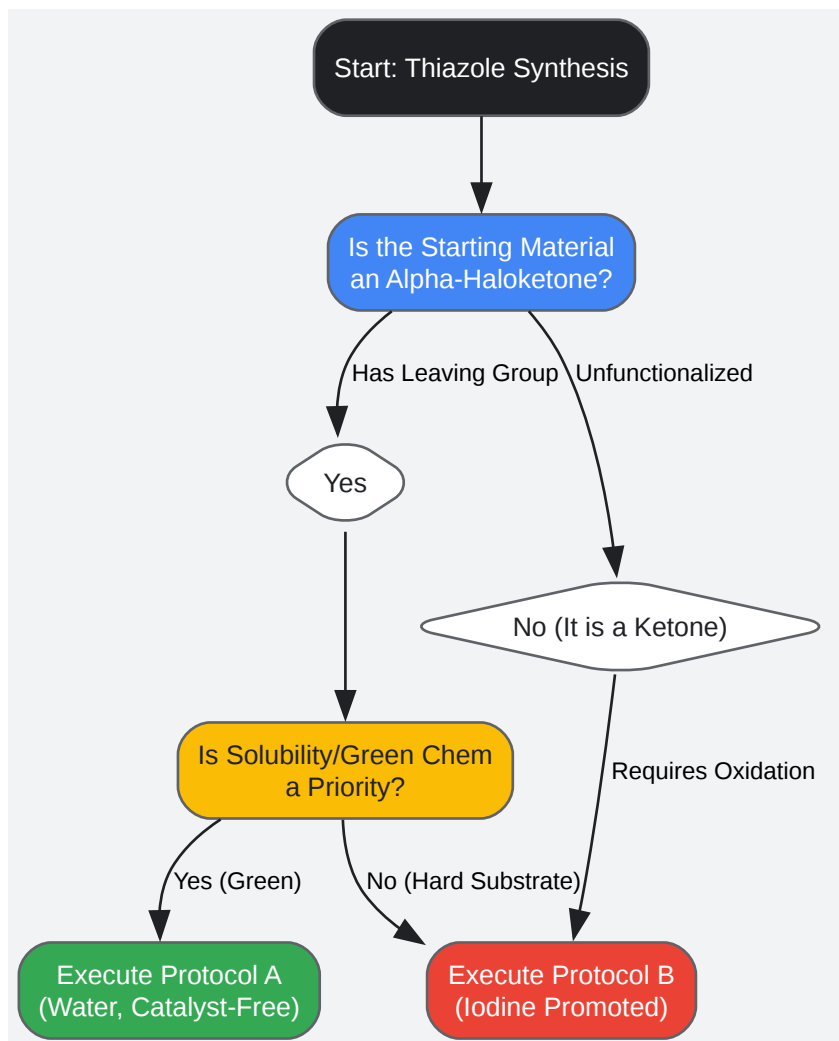 Start: Thiazole Synthesis
Is the Starting Material
an Alpha-Haloketone?
Has Leaving Group
Unfunctionalized
Yes
No (It is a Ketone)
Is Solubility/Green Chem
a Priority?
Requires Oxidation
Yes (Green)
No (Hard Substrate)
Execute Protocol A
(Water, Catalyst-Free)
Execute Protocol B
(Iodine Promoted)